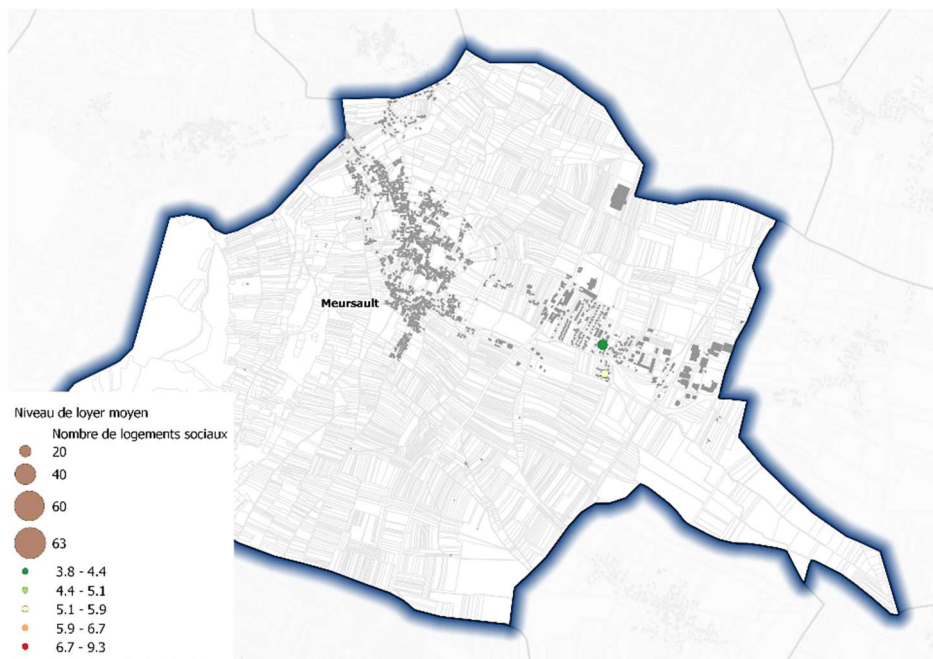 Meursault
Niveau de loyer moyen
Nombre de logements sociaux
20
40
60
63
3.8 - 4.4
4.4 - 5.1
5.1 - 5.9
5.9 - 6.7
6.7 - 9.3